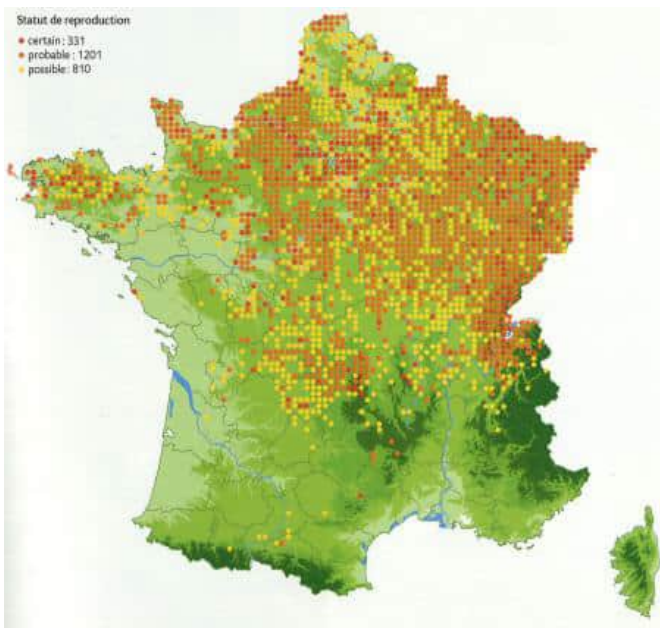 Statut de reproduction
certain : 331
probable : 1201
possible : 810